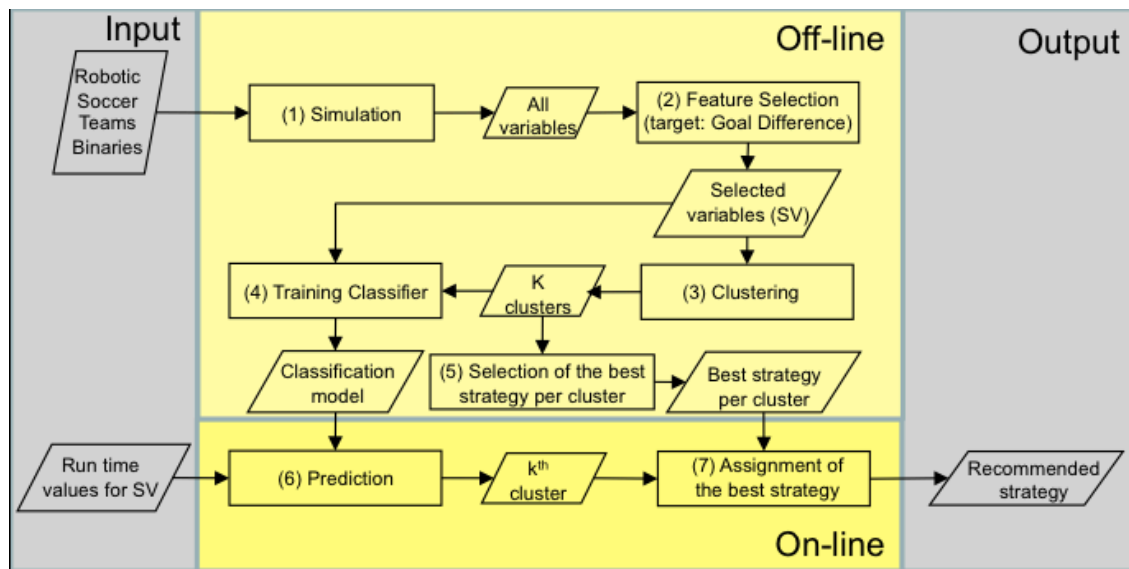 Input
Off-line
Output
Robotic
Soccer
Teams
Binaries
(1) Simulation
All
variables
(2) Feature Selection
(target: Goal Difference)
Selected
variables (SV)
(4) Training Classifier
K
clusters
(3) Clustering
Classification
model
(5) Selection of the best
strategy per cluster
Best strategy
per cluster
Run time
values for SV
(6) Prediction
kth
cluster
(7) Assignment of
the best strategy
Recommended
strategy
On-line